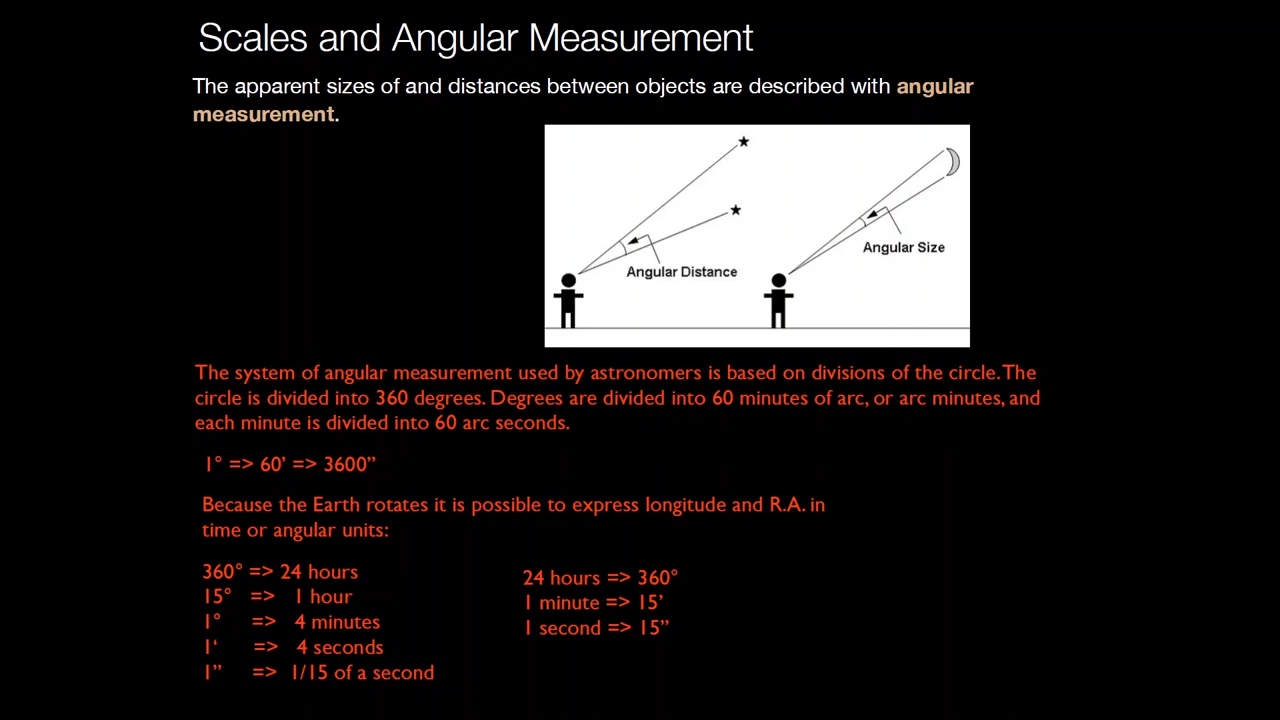 Scales and Angular Measurement
The apparent sizes of and distances between objects are described with angular
measurement.
Angular Distance
Angular Size
The system of angular measurement used by astronomers is based on divisions of the circle. The
circle is divided into 360 degrees. Degrees are divided into 60 minutes of arc, or arc minutes, and
each minute is divided into 60 arc seconds.
1° => 60’ => 3600”
Because the Earth rotates it is possible to express longitude and R.A. in
time or angular units:
360° => 24 hours
15° => 1 hour
1° => 4 minutes
1‘ => 4 seconds
1” => 1/15 of a second
24 hours => 360°
1 minute => 15’
1 second => 15”